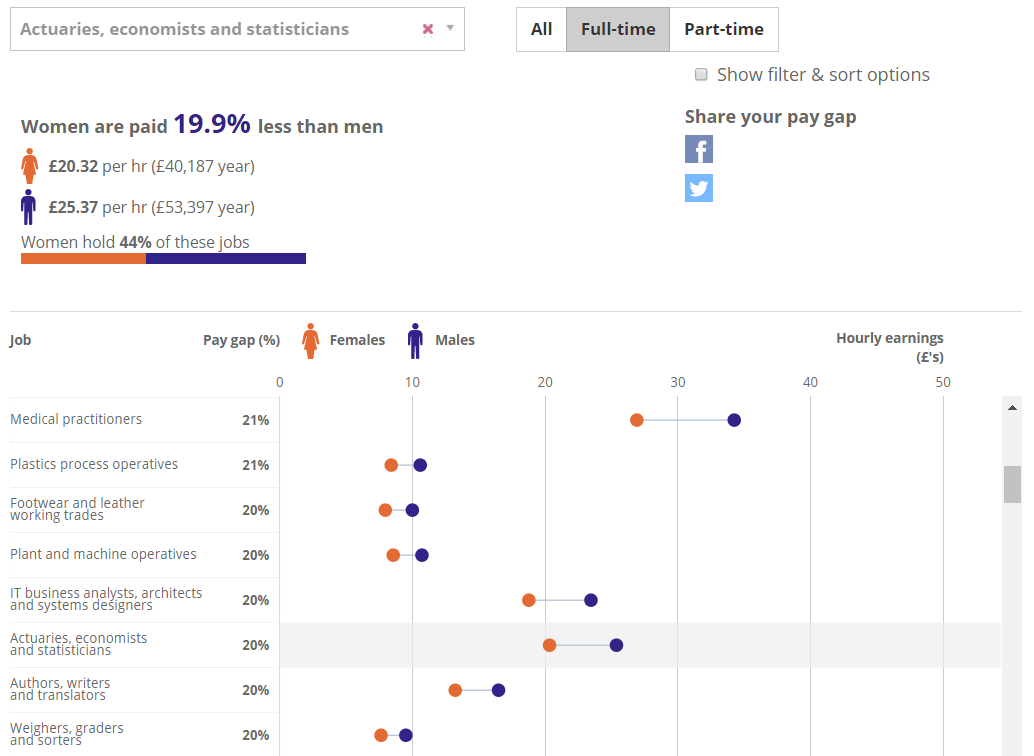 Actuaries, economists and statisticians
All Full-time Part-time
Show filter & sort options
Women are paid 19.9% less than men
Share your pay gap
£20.32 per hr (£40,187 year)
£25.37 per hr (£53,397 year)
Women hold 44% of these jobs
Job Pay gap (%) Females Males Hourly earnings
(£'s)
0 10 20 30 40 50
Medical practitioners 21%
Plastics process operatives 21%
Footwear and leather
working trades 20%
Plant and machine operatives 20%
IT business analysts, architects
and systems designers 20%
Actuaries, economists
and statisticians 20%
Authors, writers
and translators 20%
Weighers, graders
and sorters 20%